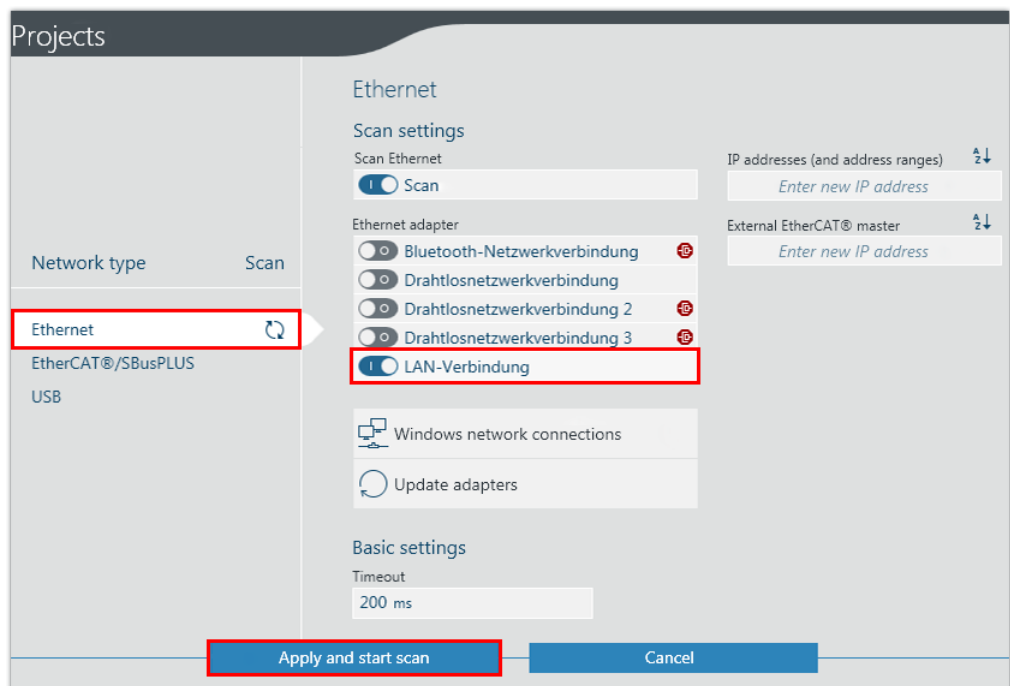 Projects
Network type Scan
Ethernet
EtherCAT®/SBusPLUS
USB
Ethernet
Scan settings
Scan Ethernet
Scan
Ethernet adapter
Bluetooth-Netzwerkverbindung
Drahtlosnetzwerkverbindung
Drahtlosnetzwerkverbindung 2
Drahtlosnetzwerkverbindung 3
LAN-Verbindung
Windows network connections
Update adapters
Basic settings
Timeout
200 ms
IP addresses (and address ranges)
Enter new IP address
External EtherCAT® master
Enter new IP address
Apply and start scan
Cancel